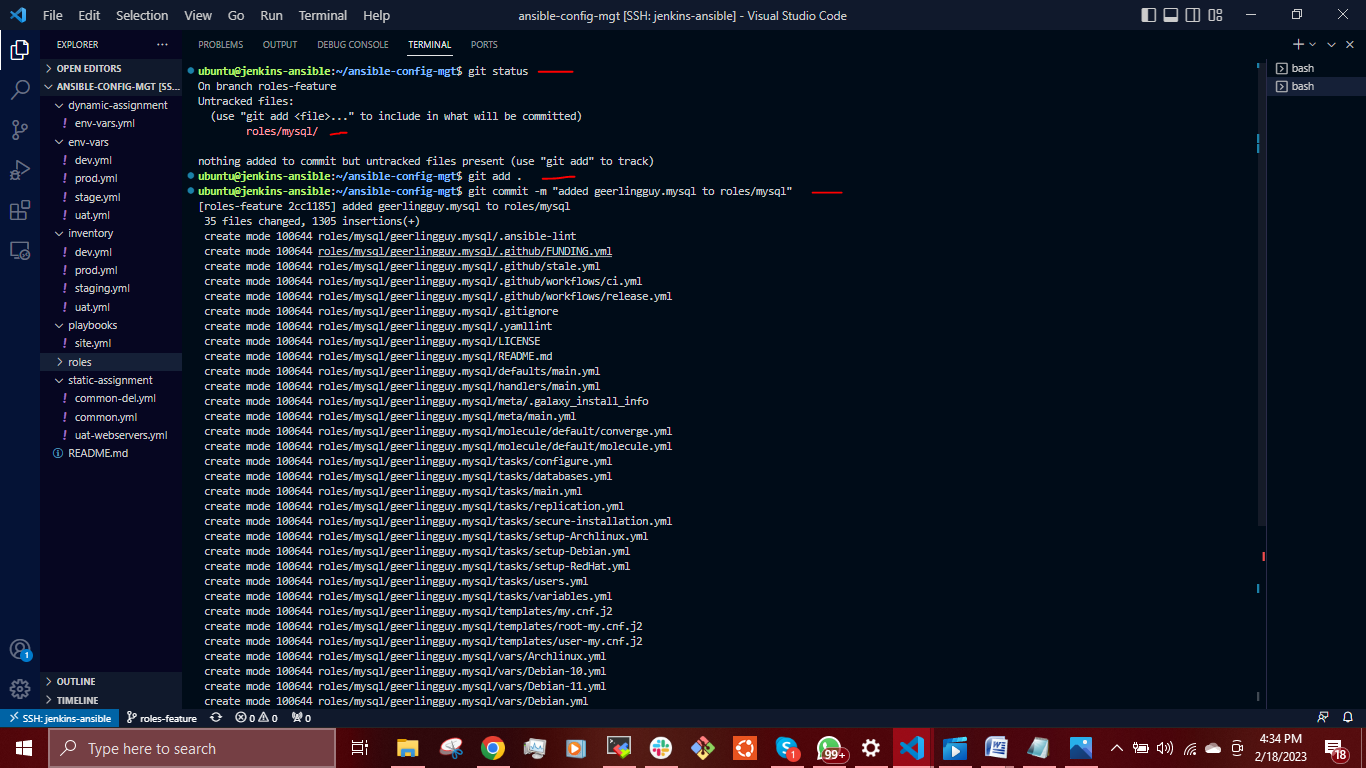 File Edit Selection View Go Run Terminal Help
ansible-config-mgt [SSH: jenkins-ansible] - Visual Studio Code
EXPLORER
OPEN EDITORS
ANSIBLE-CONFIG-MGT [SS...
dynamic-assignment
! env-vars.yml
env-vars
! dev.yml
! prod.yml
! stage.yml
! uat.yml
inventory
! dev.yml
! prod.yml
! staging.yml
! uat.yml
playbooks
! site.yml
roles
static-assignment
! common-del.yml
! common.yml
! uat-webservers.yml
README.md
OUTLINE
TIMELINE
PROBLEMS OUTPUT DEBUG CONSOLE TERMINAL PORTS
ubuntu@jenkins-ansible:~/ansible-config-mgt$ git status
On branch roles-feature
Untracked files:
(use "git add <file>..." to include in what will be committed)
roles/mysql/
nothing added to commit but untracked files present (use "git add" to track)
ubuntu@jenkins-ansible:~/ansible-config-mgt$ git add .
ubuntu@jenkins-ansible:~/ansible-config-mgt$ git commit -m "added geerlingguy.mysql to roles/mysql"
[roles-feature 2cc1185] added geerlingguy.mysql to roles/mysql
35 files changed, 1305 insertions(+)
create mode 100644 roles/mysql/geerlingguy.mysql/.ansible-lint
create mode 100644 roles/mysql/geerlingguy.mysql/.github/FUNDING.yml
create mode 100644 roles/mysql/geerlingguy.mysql/.github/stale.yml
create mode 100644 roles/mysql/geerlingguy.mysql/.github/workflows/ci.yml
create mode 100644 roles/mysql/geerlingguy.mysql/.github/workflows/release.yml
create mode 100644 roles/mysql/geerlingguy.mysql/.gitignore
create mode 100644 roles/mysql/geerlingguy.mysql/.yamllint
create mode 100644 roles/mysql/geerlingguy.mysql/LICENSE
create mode 100644 roles/mysql/geerlingguy.mysql/README.md
create mode 100644 roles/mysql/geerlingguy.mysql/defaults/main.yml
create mode 100644 roles/mysql/geerlingguy.mysql/handlers/main.yml
create mode 100644 roles/mysql/geerlingguy.mysql/meta/.galaxy_install_info
create mode 100644 roles/mysql/geerlingguy.mysql/meta/main.yml
create mode 100644 roles/mysql/geerlingguy.mysql/molecule/default/converge.yml
create mode 100644 roles/mysql/geerlingguy.mysql/molecule/default/molecule.yml
create mode 100644 roles/mysql/geerlingguy.mysql/tasks/configure.yml
create mode 100644 roles/mysql/geerlingguy.mysql/tasks/databases.yml
create mode 100644 roles/mysql/geerlingguy.mysql/tasks/main.yml
create mode 100644 roles/mysql/geerlingguy.mysql/tasks/replication.yml
create mode 100644 roles/mysql/geerlingguy.mysql/tasks/secure-installation.yml
create mode 100644 roles/mysql/geerlingguy.mysql/tasks/setup-Archlinux.yml
create mode 100644 roles/mysql/geerlingguy.mysql/tasks/setup-Debian.yml
create mode 100644 roles/mysql/geerlingguy.mysql/tasks/setup-RedHat.yml
create mode 100644 roles/mysql/geerlingguy.mysql/tasks/users.yml
create mode 100644 roles/mysql/geerlingguy.mysql/tasks/variables.yml
create mode 100644 roles/mysql/geerlingguy.mysql/templates/my.cnf.j2
create mode 100644 roles/mysql/geerlingguy.mysql/templates/root-my.cnf.j2
create mode 100644 roles/mysql/geerlingguy.mysql/templates/user-my.cnf.j2
create mode 100644 roles/mysql/geerlingguy.mysql/vars/Archlinux.yml
create mode 100644 roles/mysql/geerlingguy.mysql/vars/Debian-10.yml
create mode 100644 roles/mysql/geerlingguy.mysql/vars/Debian-11.yml
create mode 100644 roles/mysql/geerlingguy.mysql/vars/Debian.yml
bash
bash
1
SSH: jenkins-ansible roles-feature 0 0 0
Type here to search
1
99+
4:34 PM
2/18/2023
18